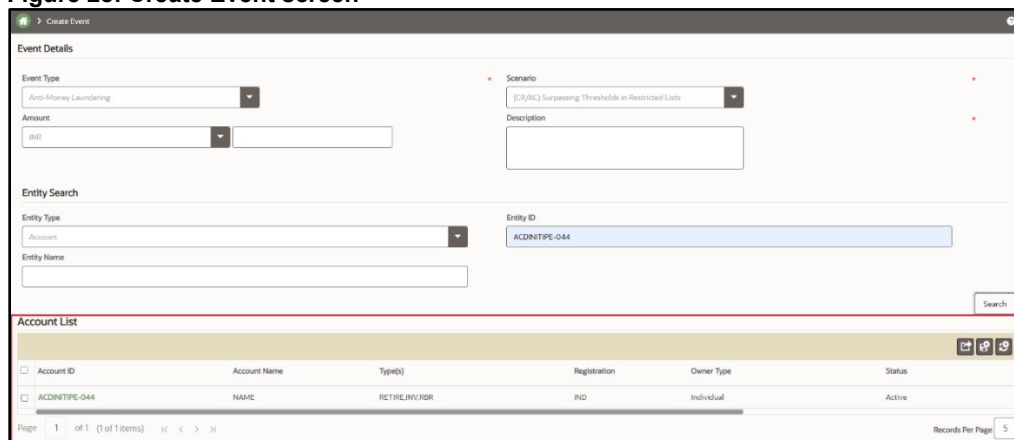 Figure 25: Create Event screen
> Create Event
Event Details
Event Type * Scenario *
Anti-Money Laundering (CR/AC) Surpassing Thresholds in Restricted Lists
Amount Description *
INR
Entity Search
Entity Type Entity ID
Account ACDINITIPE-044
Entity Name
Search
Account List
Account ID Account Name Type(s) Registration Owner Type Status
ACDINITIPE-044 NAME RETIRE,INV,RBR IND Individual Active
Page 1 of 1 (1 of 1 items) Records Per Page 5